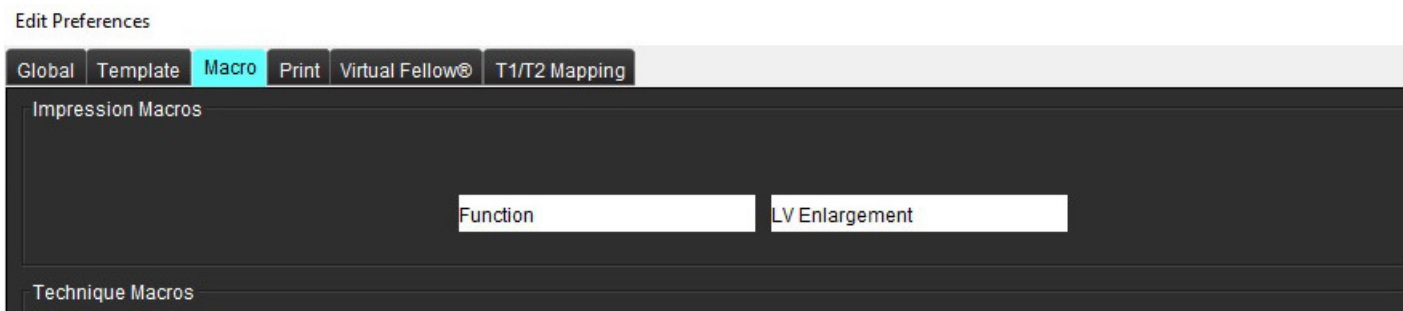 Edit Preferences
Global Template Macro Print Virtual Fellow® T1/T2 Mapping
Impression Macros
Function LV Enlargement
Technique Macros